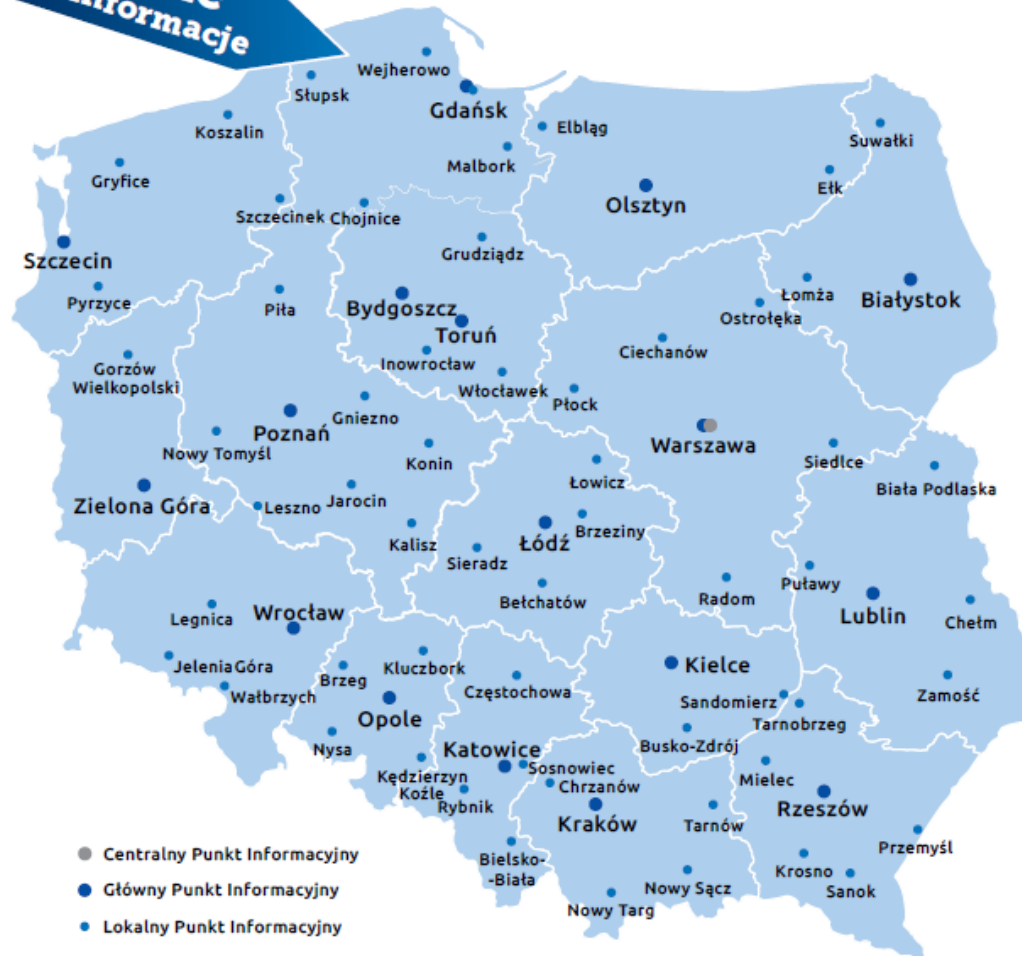 informacje
Wejherowo
Słupsk
Gdańsk
Koszalin
Elbląg
Suwałki
Malbork
Gryfice
Ełk
Olsztyn
Szczecinek
Chojnice
Grudziądz
Szczecin
Pyrzyce
Piła
Bydgoszcz
Toruń
Łomża
Białystok
Ostrołęka
Ciechanów
Inowrocław
Gorzów
Wielkopolski
Włocławek
Płock
Gniezno
Poznań
Nowy Tomyśl
Konin
Warszawa
Siedlce
Łowicz
Biała Podlaska
Zielona Góra
Leszno
Jarocin
Brzeziny
Łódź
Kalisz
Sieradz
Bełchatów
Radom
Puławy
Lublin
Chełm
Legnica
Wrocław
Jelenia Góra
Wałbrzych
Brzeg
Kluczbork
Częstochowa
Kielce
Sandomierz
Zamość
Tarnobrzeg
Opole
Nysa
Katowice
Busko-Zdrój
Kędzierzyn
Koźle
Sosnowiec
Chrzanów
Rybnik
Mielec
Rzeszów
Kraków
Tarnów
Przemyśl
Bielsko-
-Biała
Krosno
Sanok
Nowy Sącz
Nowy Targ
Centralny Punkt Informacyjny
Główny Punkt Informacyjny
Lokalny Punkt Informacyjny